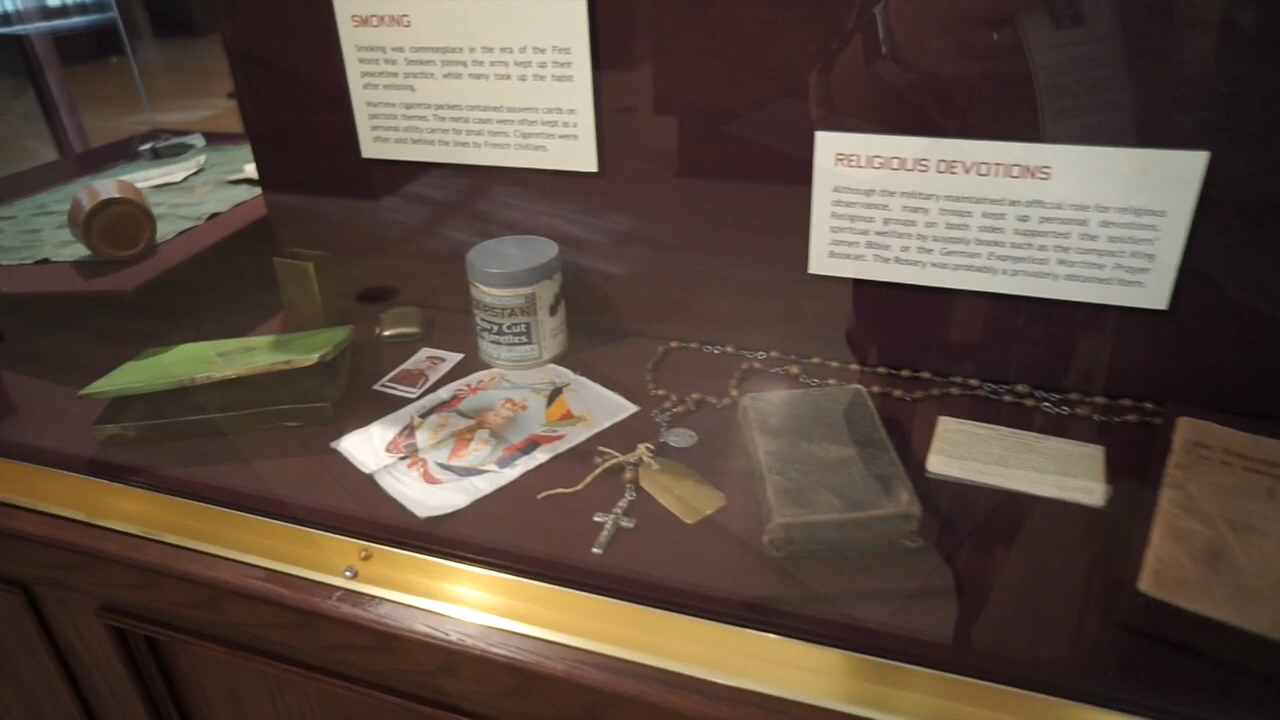 SMOKING
Smoking was commonplace in the era of the First
World War. Smokers joining the army kept up their
peacetime practice, while many took up the habit
after enlisting.
Wartime cigarette packets contained souvenir cards on
patriotic themes. The metal cases were often kept as a
personal utility carrier for small items. Cigarettes were
often sold behind the lines by French civilians.
RELIGIOUS DEVOTIONS
Although the military maintained an official role for religious
observance, many troops kept up personal devotions.
Religious groups on both sides supported the soldiers'
spiritual welfare by supply books such as the compact King
James Bible, or the German Evangelical Wartime Prayer
Booklet. The Rosary was probably a privately obtained item.
Navy Cut
Cigarettes